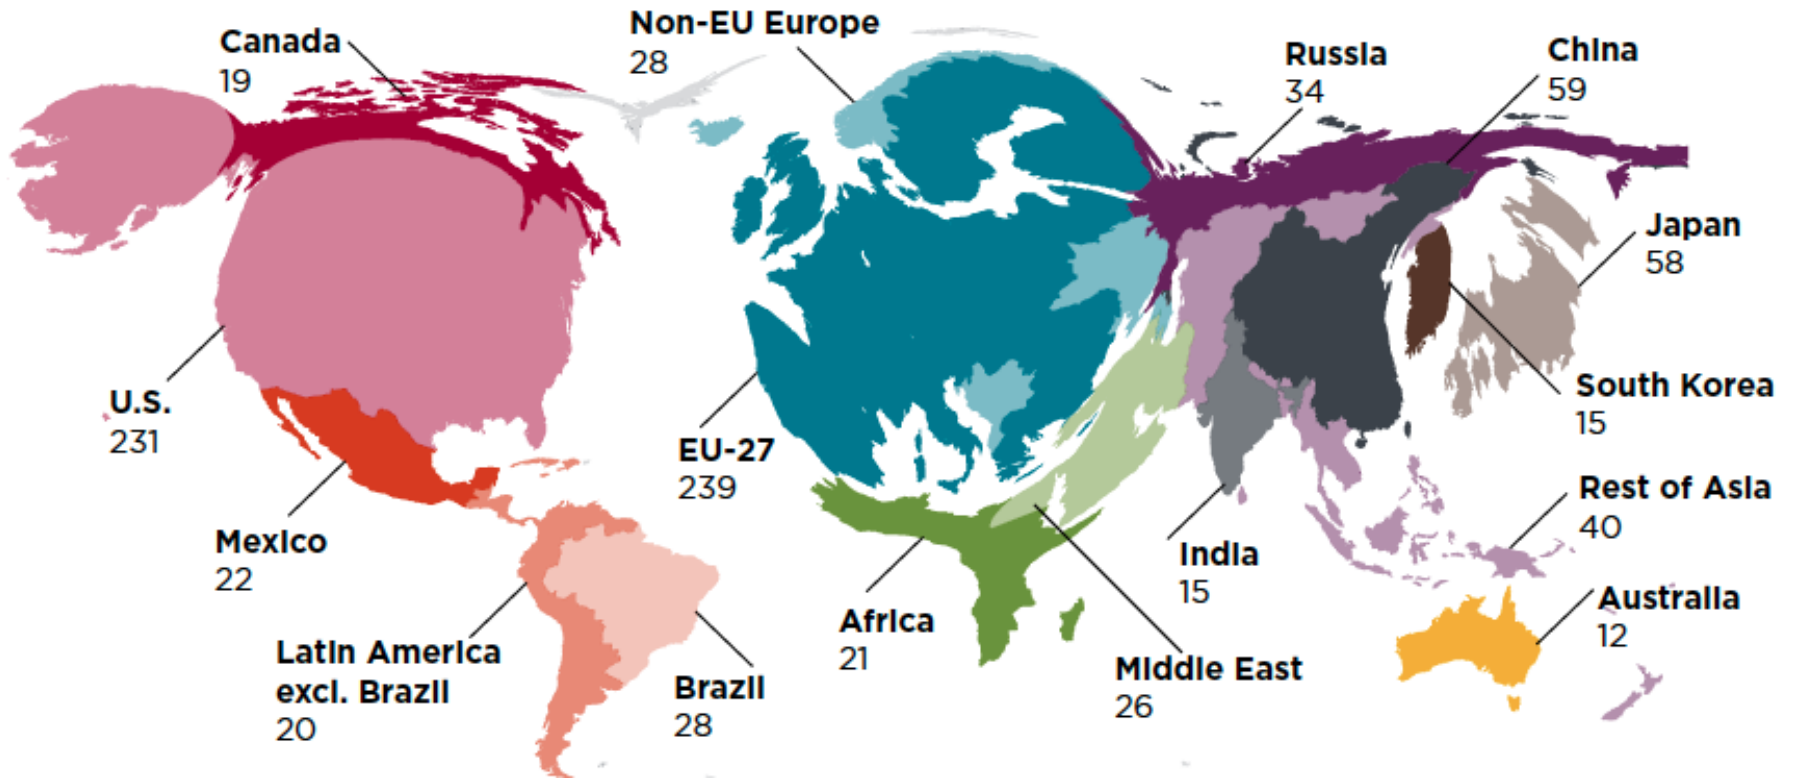 Canada
19
Non-EU Europe
28
Russia
34
China
59
Japan
58
U.S.
231
EU-27
239
South Korea
15
Mexico
22
Rest of Asia
40
India
15
Africa
21
Australia
12
Latin America
excl. Brazil
20
Brazil
28
Middle East
26